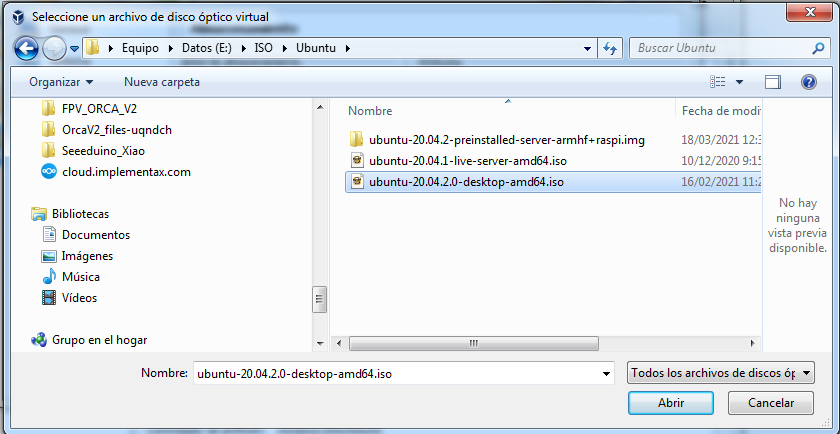 Seleccione un archivo de disco óptico virtual
Equipo Datos (E:) ISO Ubuntu
Buscar Ubuntu
Organizar Nueva carpeta
FPV_ORCA_V2
OrcaV2_files-uqndch
Seeeduino_Xiao
cloud.implementax.com
Bibliotecas
Documentos
Imágenes
Música
Vídeos
Grupo en el hogar
Nombre Fecha de modif
ubuntu-20.04.2-preinstalled-server-armhf+raspi.img 18/03/2021 12:3
ubuntu-20.04.1-live-server-amd64.iso 10/12/2020 9:15
ubuntu-20.04.2.0-desktop-amd64.iso 16/02/2021 11:2
No hay
ninguna
vista previa
disponible.
Nombre: ubuntu-20.04.2.0-desktop-amd64.iso Todos los archivos de discos óp
Abrir Cancelar